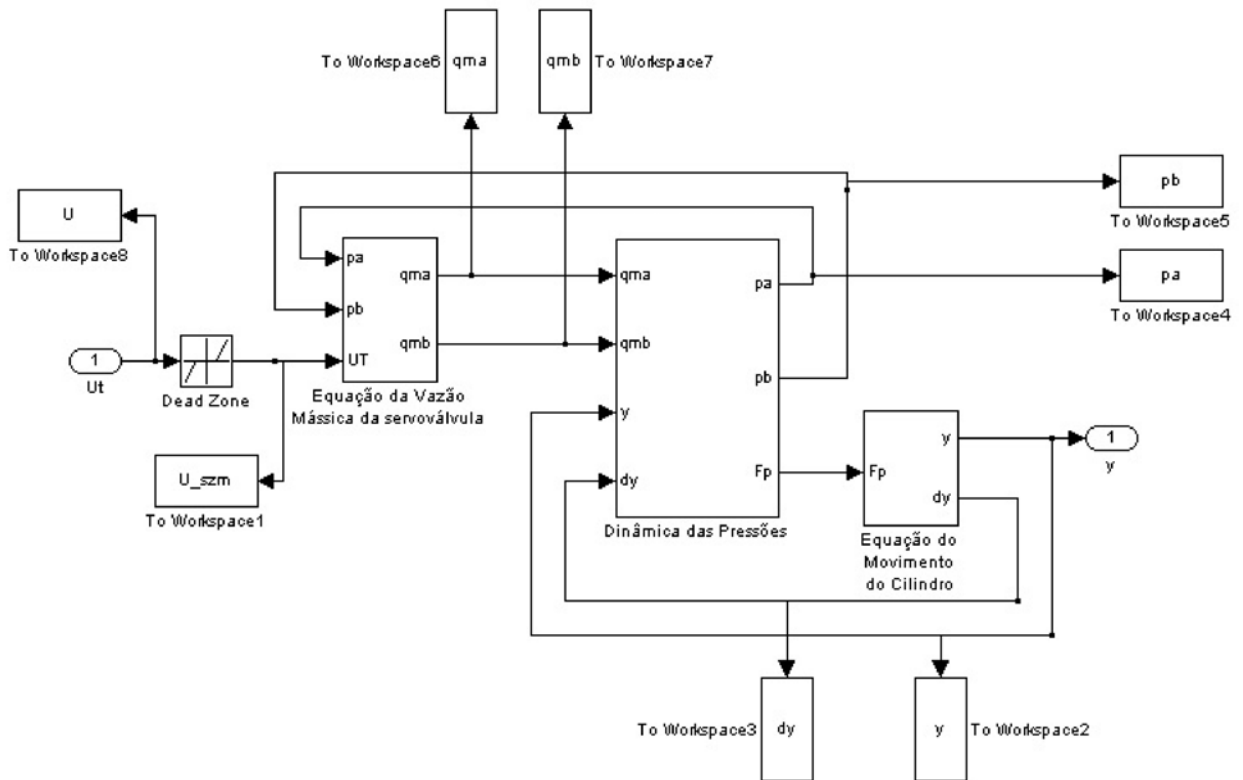 To Workspace6
qma
qmb
To Workspace7
pb
To Workspace5
U
To Workspace8
pa
To Workspace4
pa
pb
UT
qma
qmb
qma
qmb
y
dy
pa
pb
Fp
1
Ut
Dead Zone
Equação da Vazão
Mássica da servoválvula
U_szm
To Workspace1
Dinâmica das Pressões
Fp
y
dy
Equação do
Movimento
do Cilindro
1
y
To Workspace3
dy
y
To Workspace2